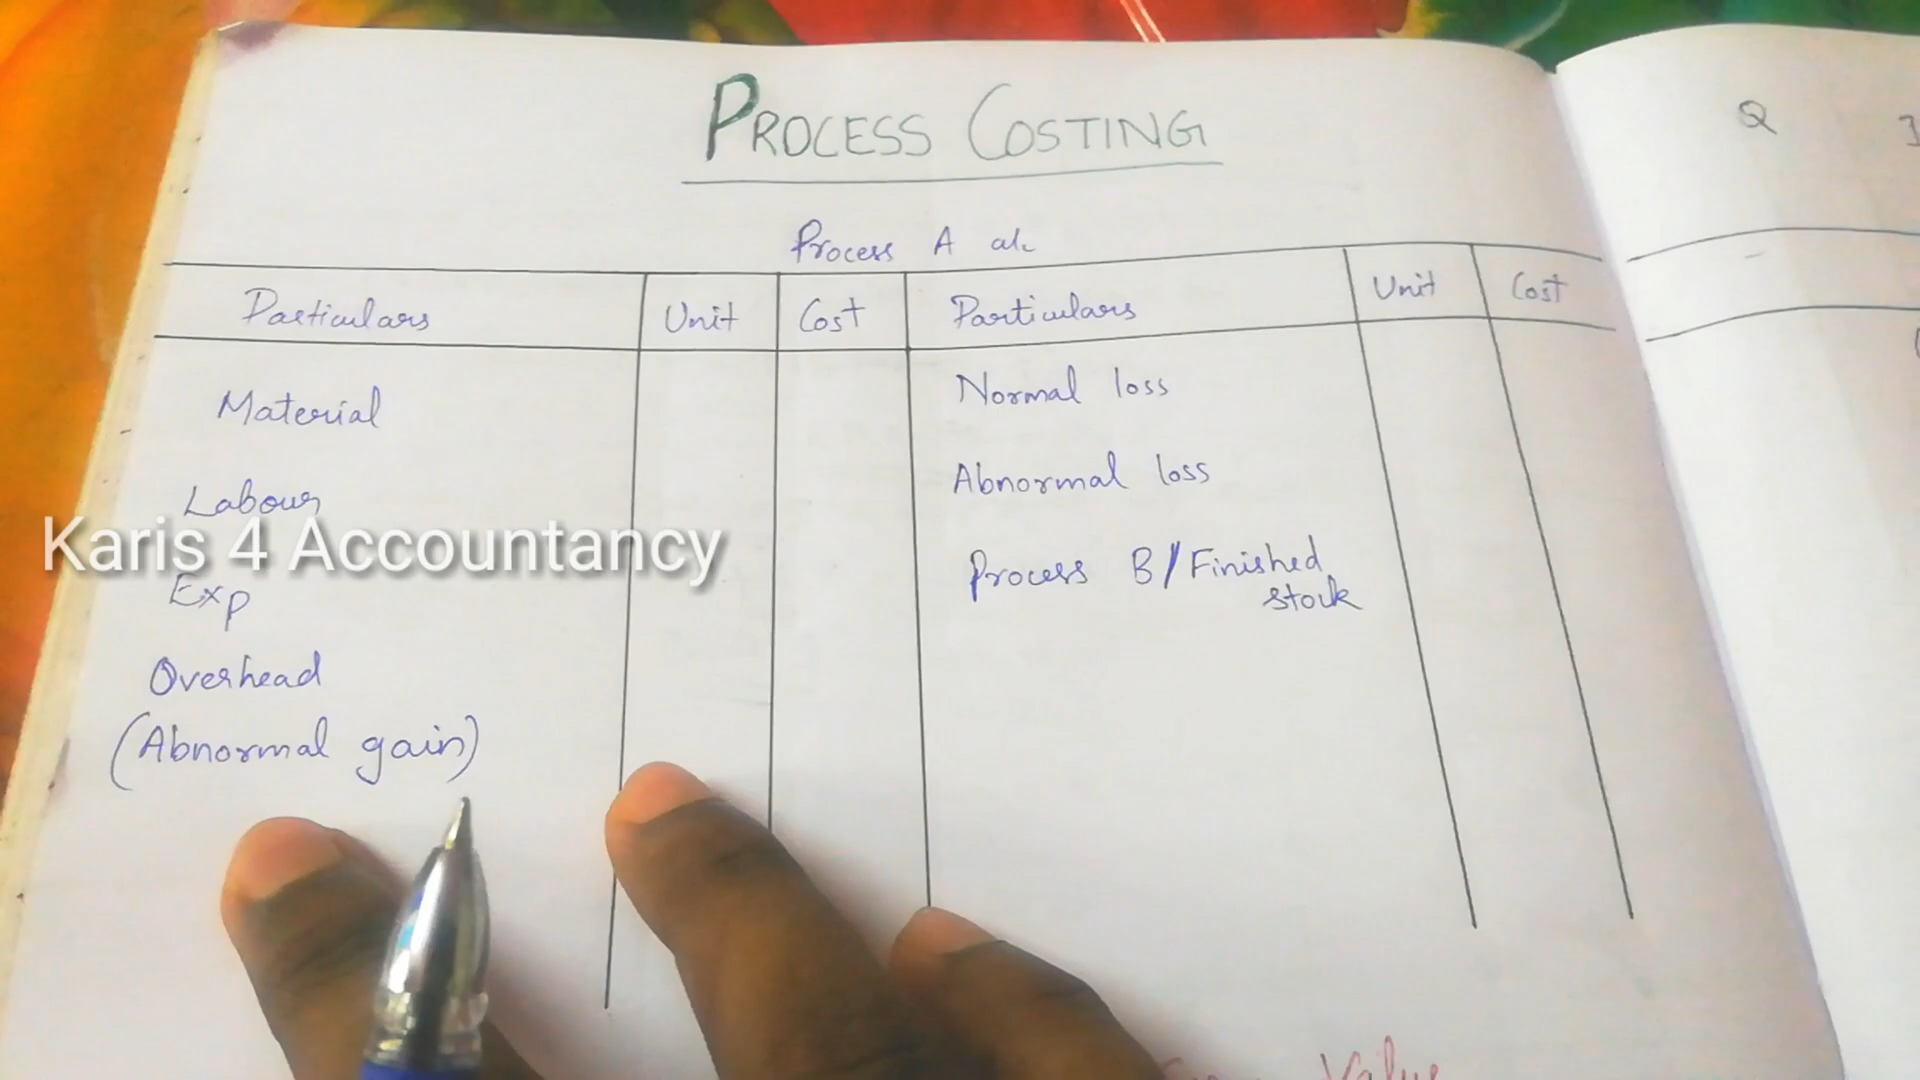 PROCESS COSTING
Process A a/c
Particulars Unit Cost Particulars Unit Cost
Material Normal loss
Labour Abnormal loss
Karis 4 Accountancy
Exp Process B/Finished
stock
Overhead
(Abnormal gain)
Value
Q